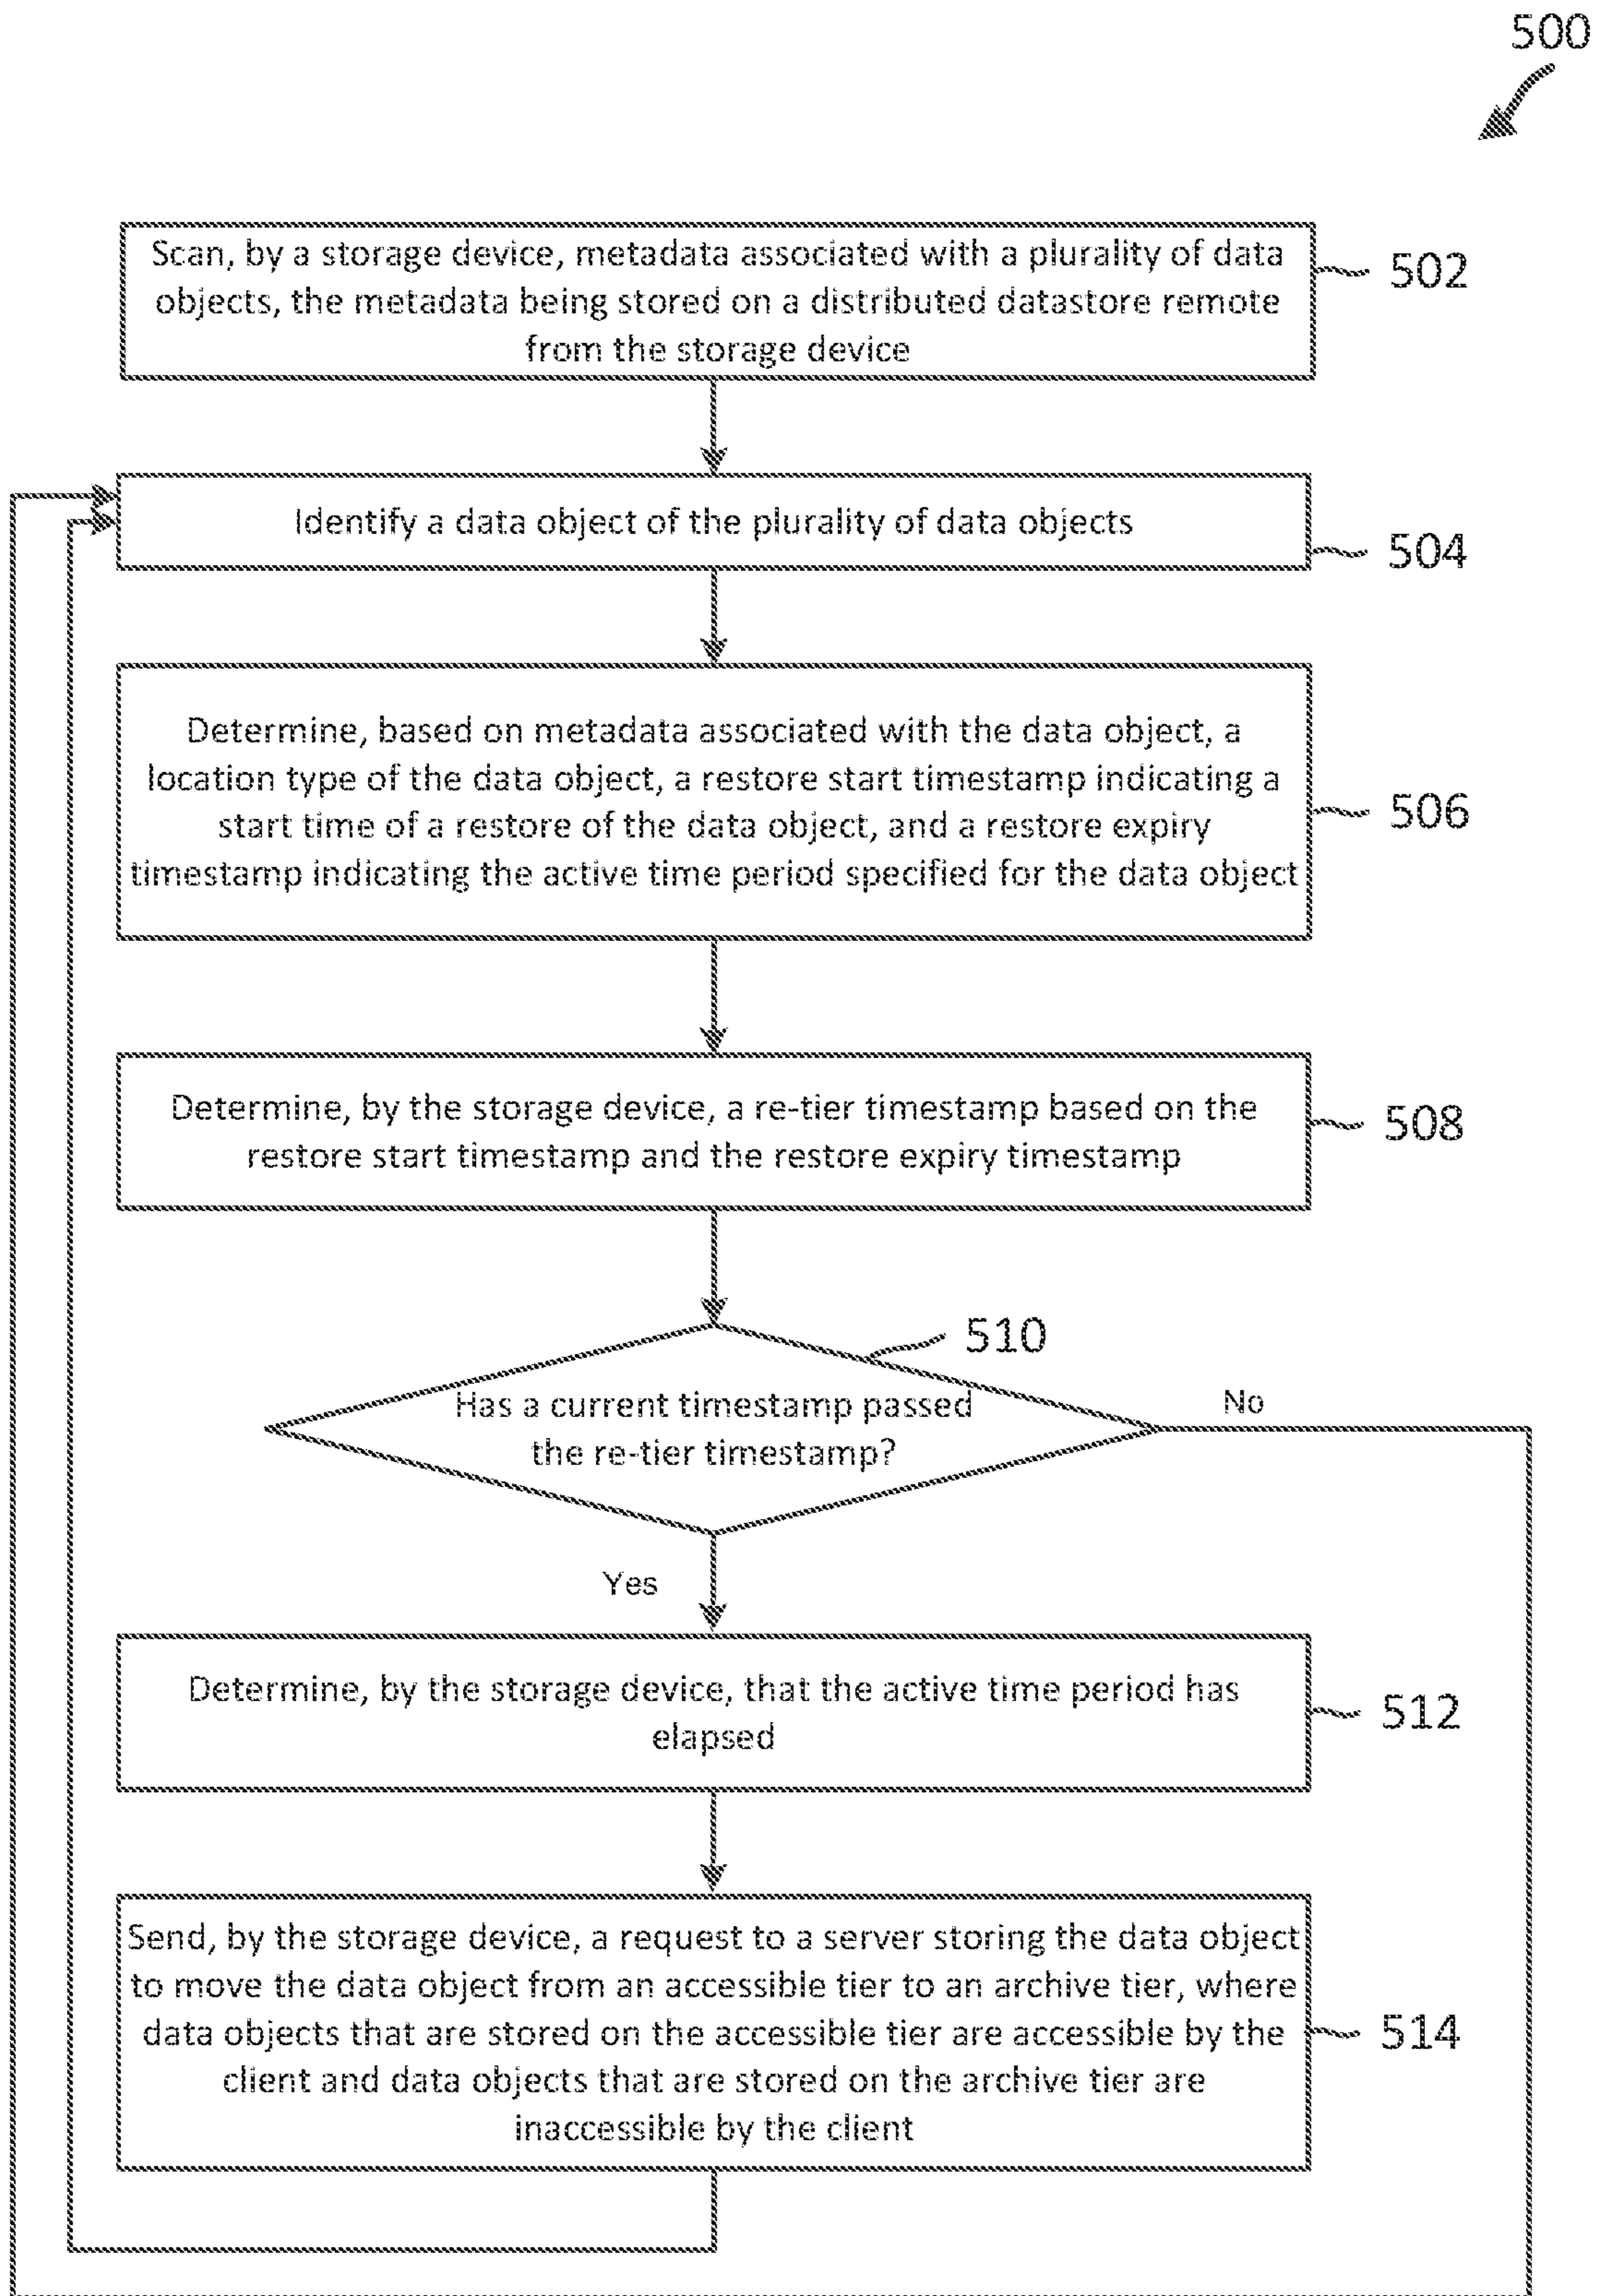 500
Scan, by a storage device, metadata associated with a plurality of data
objects, the metadata being stored on a distributed datastore remote
from the storage device
502
Identify a data object of the plurality of data objects
504
Determine, based on metadata associated with the data object, a
location type of the data object, a restore start timestamp indicating a
start time of a restore of the data object, and a restore expiry
timestamp indicating the active time period specified for the data object
506
Determine, by the storage device, a re-tier timestamp based on the
restore start timestamp and the restore expiry timestamp
508
510
Has a current timestamp passed
the re-tier timestamp?
No
Yes
Determine, by the storage device, that the active time period has
elapsed
512
Send, by the storage device, a request to a server storing the data object
to move the data object from an accessible tier to an archive tier, where
data objects that are stored on the accessible tier are accessible by the
client and data objects that are stored on the archive tier are
inaccessible by the client
514